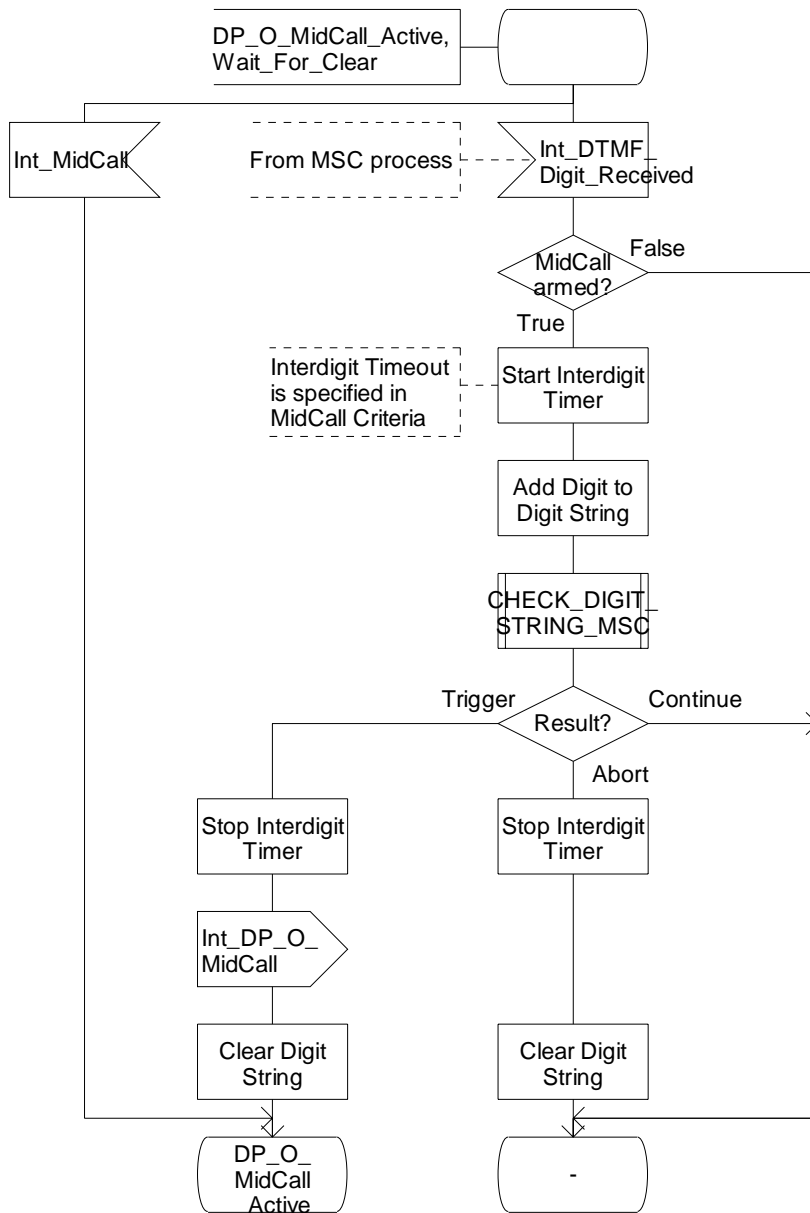 DP_O_MidCall_Active,
Wait_For_Clear
Int_MidCall
From MSC process
Int_DTMF_
Digit_Received
MidCall
armed?
False
True
Interdigit Timeout
is specified in
MidCall Criteria
Start Interdigit
Timer
Add Digit to
Digit String
CHECK_DIGIT_
STRING_MSC
Trigger
Result?
Continue
Abort
Stop Interdigit
Timer
Stop Interdigit
Timer
Int_DP_O_
MidCall
Clear Digit
String
Clear Digit
String
DP_O_
MidCall
_Active
-